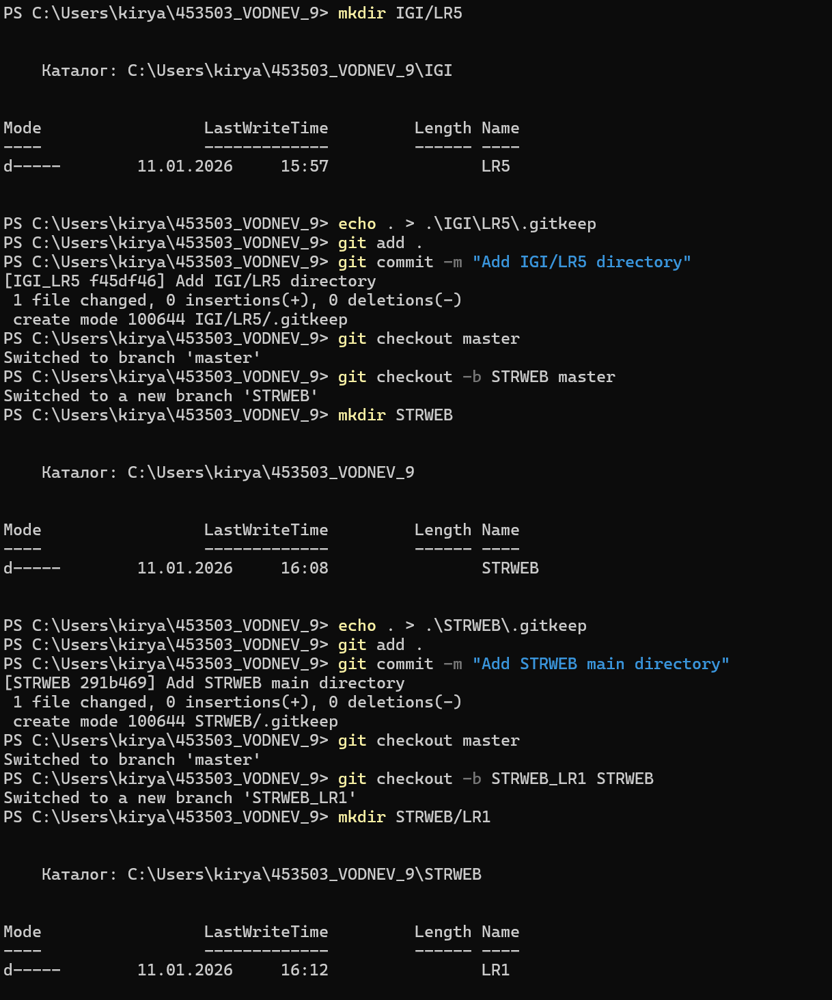 PS C:\Users\kirya\453503_VODNEV_9> mkdir IGI/LR5
Каталог: C:\Users\kirya\453503_VODNEV_9\IGI
Mode                 LastWriteTime         Length Name
----                 -------------         ------ ----
d-----        11.01.2026     15:57                LR5
PS C:\Users\kirya\453503_VODNEV_9> echo . > .\IGI\LR5\.gitkeep
PS C:\Users\kirya\453503_VODNEV_9> git add .
PS C:\Users\kirya\453503_VODNEV_9> git commit -m "Add IGI/LR5 directory"
[IGI_LR5 f45df46] Add IGI/LR5 directory
 1 file changed, 0 insertions(+), 0 deletions(-)
 create mode 100644 IGI/LR5/.gitkeep
PS C:\Users\kirya\453503_VODNEV_9> git checkout master
Switched to branch 'master'
PS C:\Users\kirya\453503_VODNEV_9> git checkout -b STRWEB master
Switched to a new branch 'STRWEB'
PS C:\Users\kirya\453503_VODNEV_9> mkdir STRWEB
Каталог: C:\Users\kirya\453503_VODNEV_9
Mode                 LastWriteTime         Length Name
----                 -------------         ------ ----
d-----        11.01.2026     16:08                STRWEB
PS C:\Users\kirya\453503_VODNEV_9> echo . > .\STRWEB\.gitkeep
PS C:\Users\kirya\453503_VODNEV_9> git add .
PS C:\Users\kirya\453503_VODNEV_9> git commit -m "Add STRWEB main directory"
[STRWEB 291b469] Add STRWEB main directory
 1 file changed, 0 insertions(+), 0 deletions(-)
 create mode 100644 STRWEB/.gitkeep
PS C:\Users\kirya\453503_VODNEV_9> git checkout master
Switched to branch 'master'
PS C:\Users\kirya\453503_VODNEV_9> git checkout -b STRWEB_LR1 STRWEB
Switched to a new branch 'STRWEB_LR1'
PS C:\Users\kirya\453503_VODNEV_9> mkdir STRWEB/LR1
Каталог: C:\Users\kirya\453503_VODNEV_9\STRWEB
Mode                 LastWriteTime         Length Name
----                 -------------         ------ ----
d-----        11.01.2026     16:12                LR1